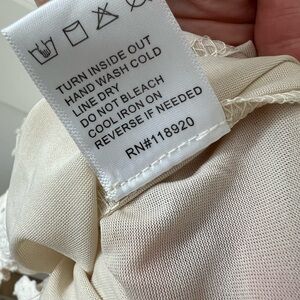 TURN INSIDE OUT
HAND WASH COLD
LINE DRY
DO NOT BLEACH
COOL IRON ON
REVERSE IF NEEDED
RN#118920